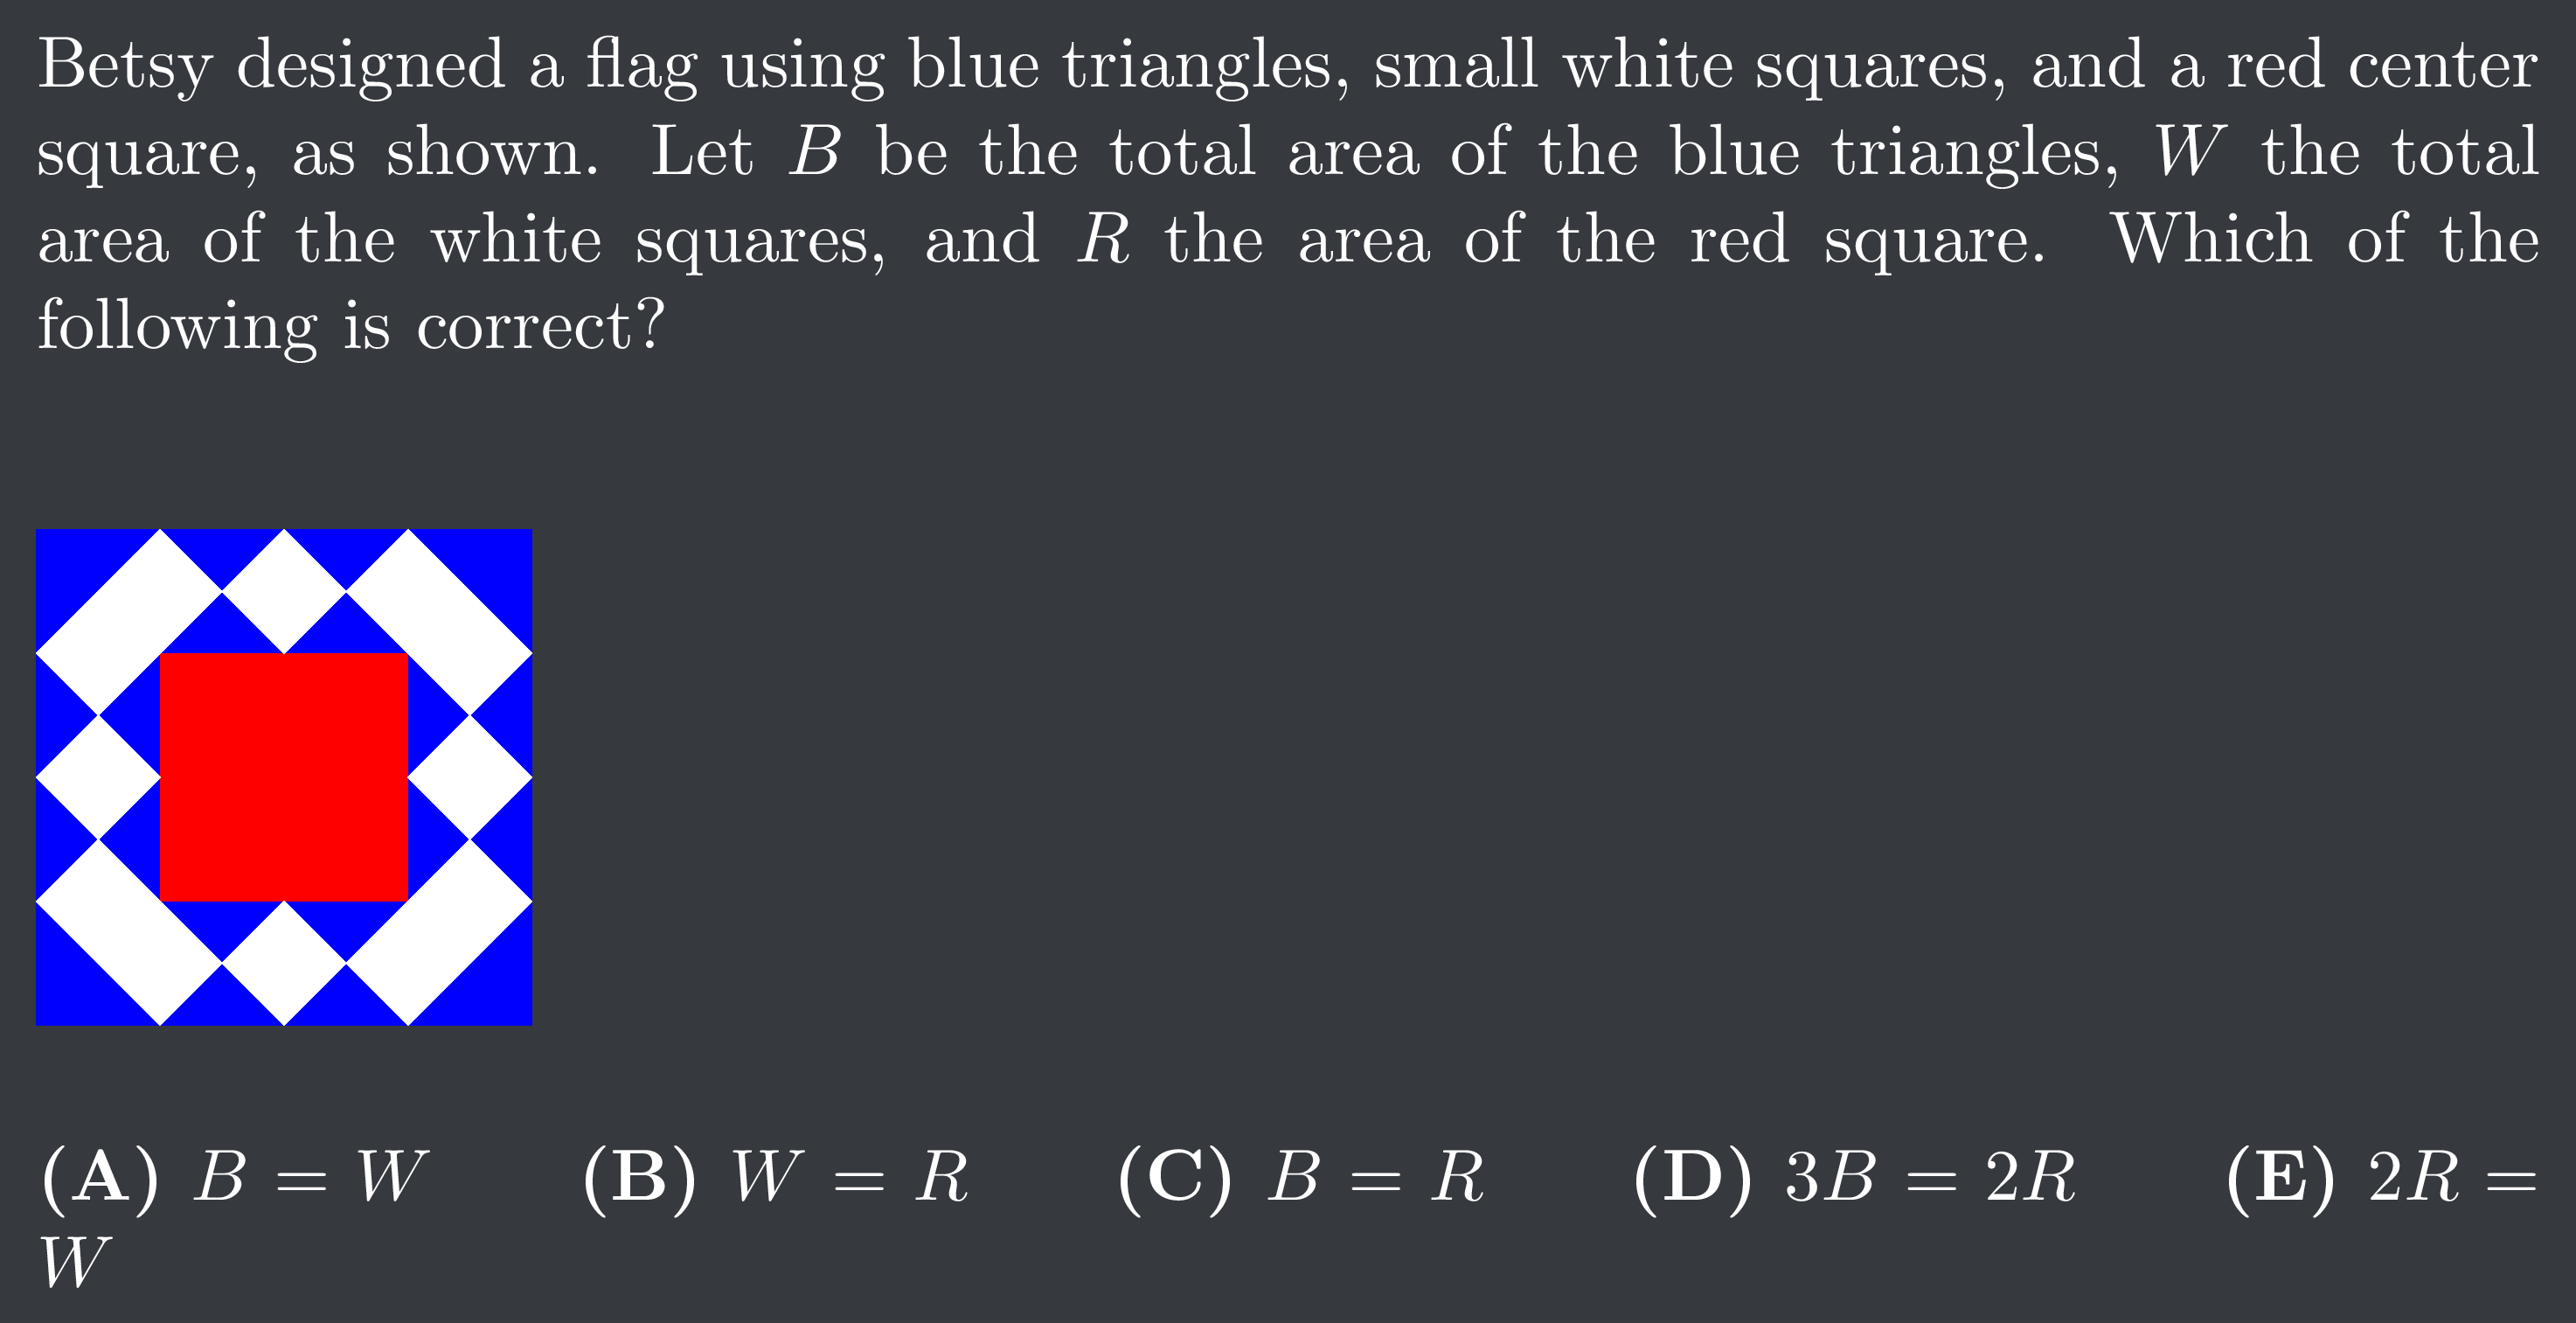 Betsy designed a flag using blue triangles, small white squares, and a red center
square, as shown. Let B be the total area of the blue triangles, W the total
area of the white squares, and R the area of the red square. Which of the
following is correct?
(A) B = W (B) W = R (C) B = R (D) 3B = 2R (E) 2R =
W